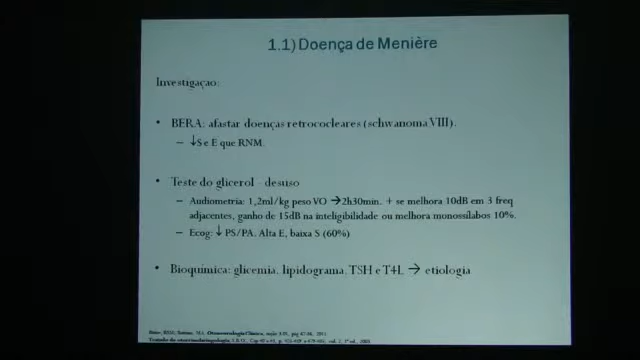 1.1) Doença de Menière
Investigaçao:
• BERA: afastar doenças retrococleares (schwanoma VIII).
– ↓S e E que RNM.
• Teste do glicerol – desuso
– Audiometria: 1,2ml/kg peso VO → 2h30min. + se melhora 10dB em 3 freq
adjacentes, ganho de 15dB na inteligibilidade ou melhora monossílabos 10%.
– Ecog: ↓ PS/PA. Alta E, baixa S (60%)
• Bioquímica: glicemia, lipidograma, TSH e T4L → etiologia